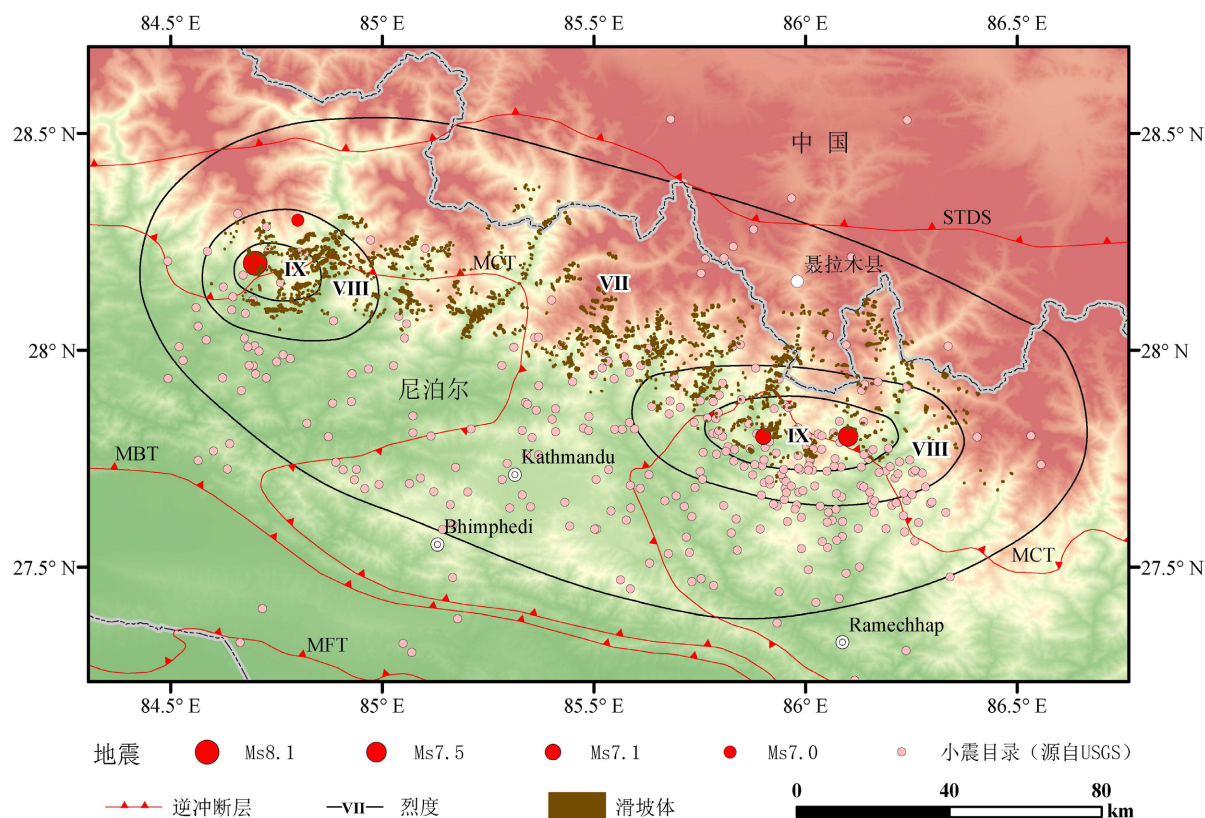 84.5° E 85° E 85.5° E 86° E 86.5° E
28.5° N 28.5° N
中 国
STDS
聂拉木县
MCT
VII
IX
VIII
28° N 28° N
尼泊尔
IX
VIII
MBT
Kathmandu
Bhimphedi
MCT
27.5° N 27.5° N
Ramechhap
MFT
84.5° E 85° E 85.5° E 86° E 86.5° E
地震 Ms8.1 Ms7.5 Ms7.1 Ms7.0 小震目录（源自USGS）
逆冲断层 VII 烈度 滑坡体 0 40 80
km